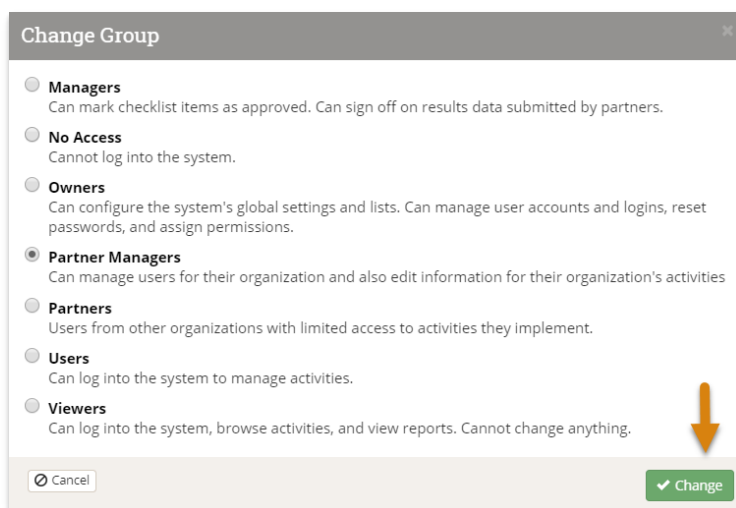 Change Group
Managers
Can mark checklist items as approved. Can sign off on results data submitted by partners.
No Access
Cannot log into the system.
Owners
Can configure the system's global settings and lists. Can manage user accounts and logins, reset
passwords, and assign permissions.
Partner Managers
Can manage users for their organization and also edit information for their organization's activities
Partners
Users from other organizations with limited access to activities they implement.
Users
Can log into the system to manage activities.
Viewers
Can log into the system, browse activities, and view reports. Cannot change anything.
Cancel
Change